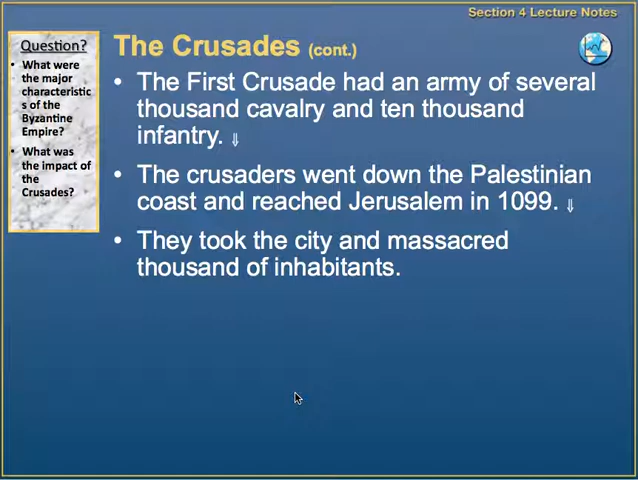 Section 4 Lecture Notes
Question?
• What were
the major
characteristic
s of the
Byzantine
Empire?
• What was
the impact of
the
Crusades?
The Crusades (cont.)
• The First Crusade had an army of several
thousand cavalry and ten thousand
infantry. ⇓
• The crusaders went down the Palestinian
coast and reached Jerusalem in 1099. ⇓
• They took the city and massacred
thousand of inhabitants.